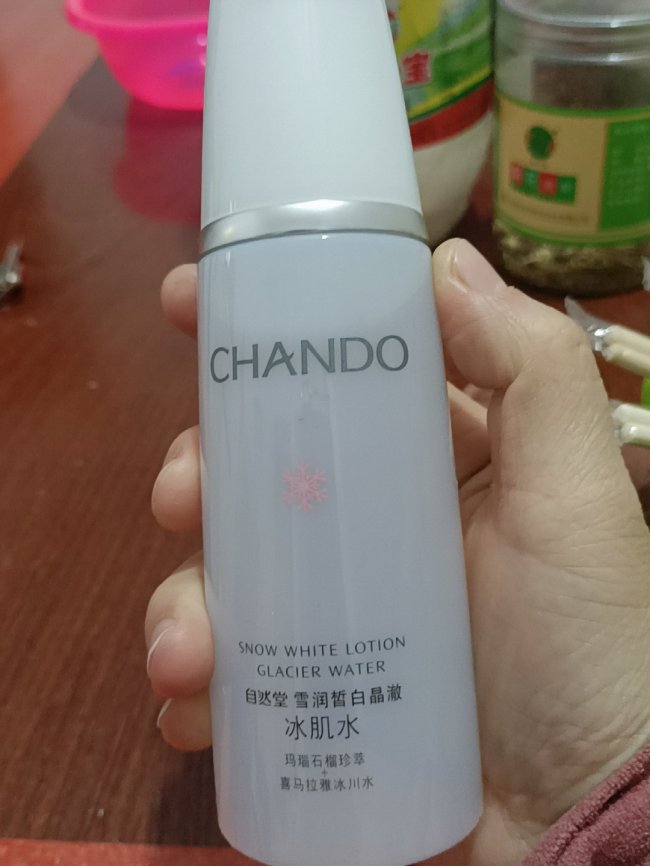 宝
CHANDO
SNOW WHITE LOTION
GLACIER WATER
自然堂 雪润皙白晶澈
冰肌水
玛瑙石榴珍萃
+
喜马拉雅冰川水